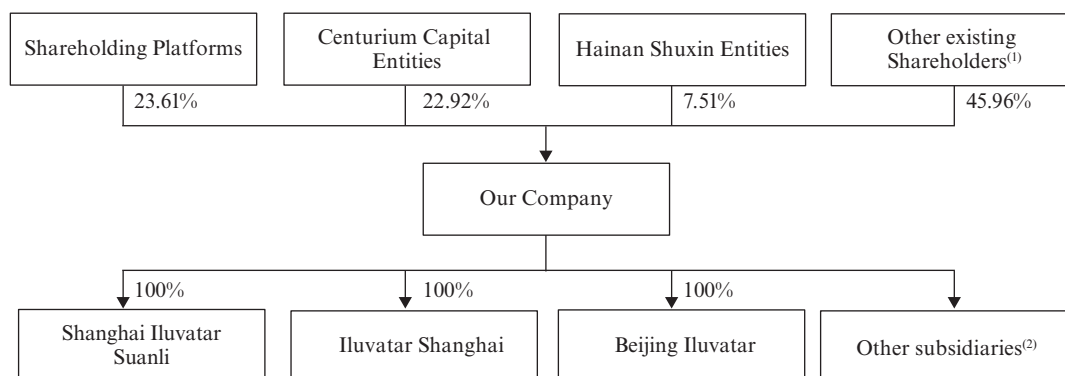 Shareholding Platforms
Centurium Capital
Entities
Hainan Shuxin Entities
Other existing
Shareholders(1)
23.61%
22.92%
7.51%
45.96%
Our Company
100%
100%
100%
Shanghai Iluvatar
Suanli
Iluvatar Shanghai
Beijing Iluvatar
Other subsidiaries(2)